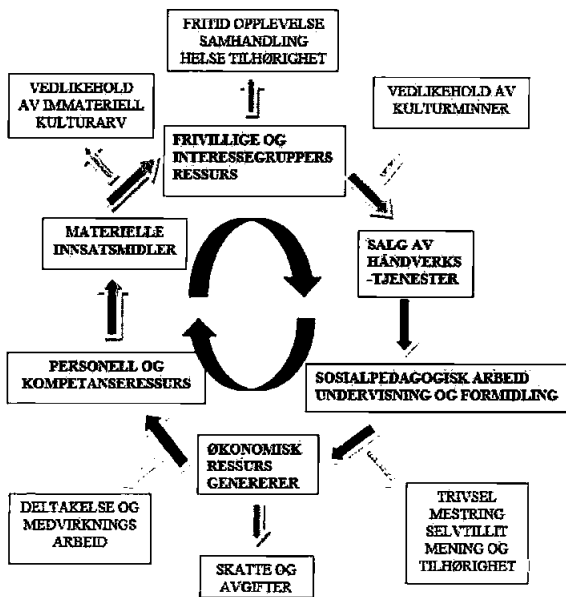 FRITID OPPLEVELSE
SAMHANDLING
HELSE TILHØRIGHET
VEDLIKEHOLD
AV IMMATERIELL
KULTURARV
VEDLIKEHOLD AV
KULTURMINNER
FRIVILLIGE OG
INTERESSEGRUPPERS
RESSURS
MATERIELLE
INNSATSMIDLER
SALG AV
HÅNDVERKS
-TJENESTER
PERSONELL OG
KOMPETANSERESSURS
SOSIALPEDAGOGISK ARBEID
UNDERVISNING OG FORMIDLING
ØKONOMISK
RESSURS
GENERERER
DELTAKELSE OG
MEDVIRKNINGS
ARBEID
TRIVSEL
MESTRING
SELVTILLIT
MENING OG
TILHØRIGHET
SKATTE OG
AVGIFTER